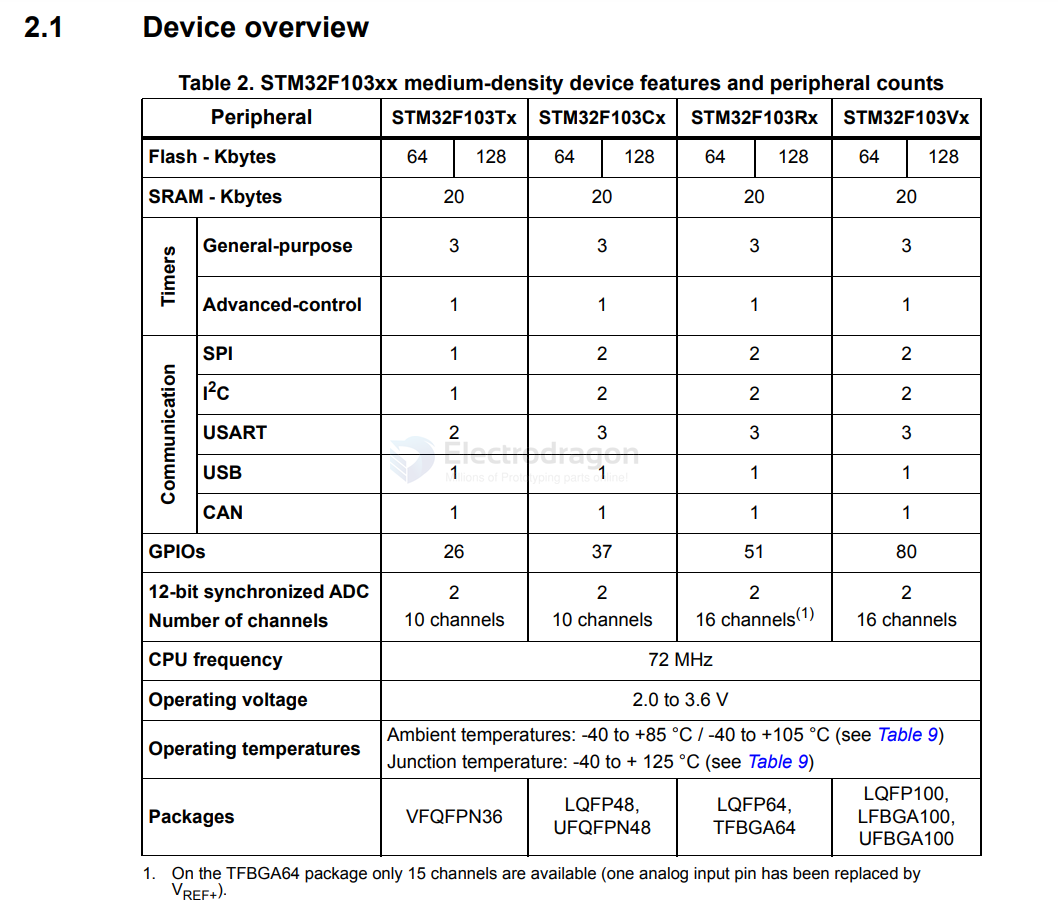 2.1 Device overview
Table 2. STM32F103xx medium-density device features and peripheral counts
Peripheral STM32F103Tx STM32F103Cx STM32F103Rx STM32F103Vx
Flash - Kbytes 64 128 64 128 64 128 64 128
SRAM - Kbytes 20 20 20 20
Timers
General-purpose 3 3 3 3
Advanced-control 1 1 1 1
Communication
SPI 1 2 2 2
I2C 1 2 2 2
USART 2 3 3 3
Electrodragon
USB 1 1 1 1
CAN 1 1 1 1
GPIOs 26 37 51 80
12-bit synchronized ADC 2 2 2 2
Number of channels 10 channels 10 channels 16 channels(1) 16 channels
CPU frequency 72 MHz
Operating voltage 2.0 to 3.6 V
Operating temperatures
Ambient temperatures: -40 to +85 °C / -40 to +105 °C (see Table 9)
Junction temperature: -40 to + 125 °C (see Table 9)
Packages
VFQFPN36
LQFP48,
UFQFPN48
LQFP64,
TFBGA64
LQFP100,
LFBGA100,
UFBGA100
1. On the TFBGA64 package only 15 channels are available (one analog input pin has been replaced by
VREF+).